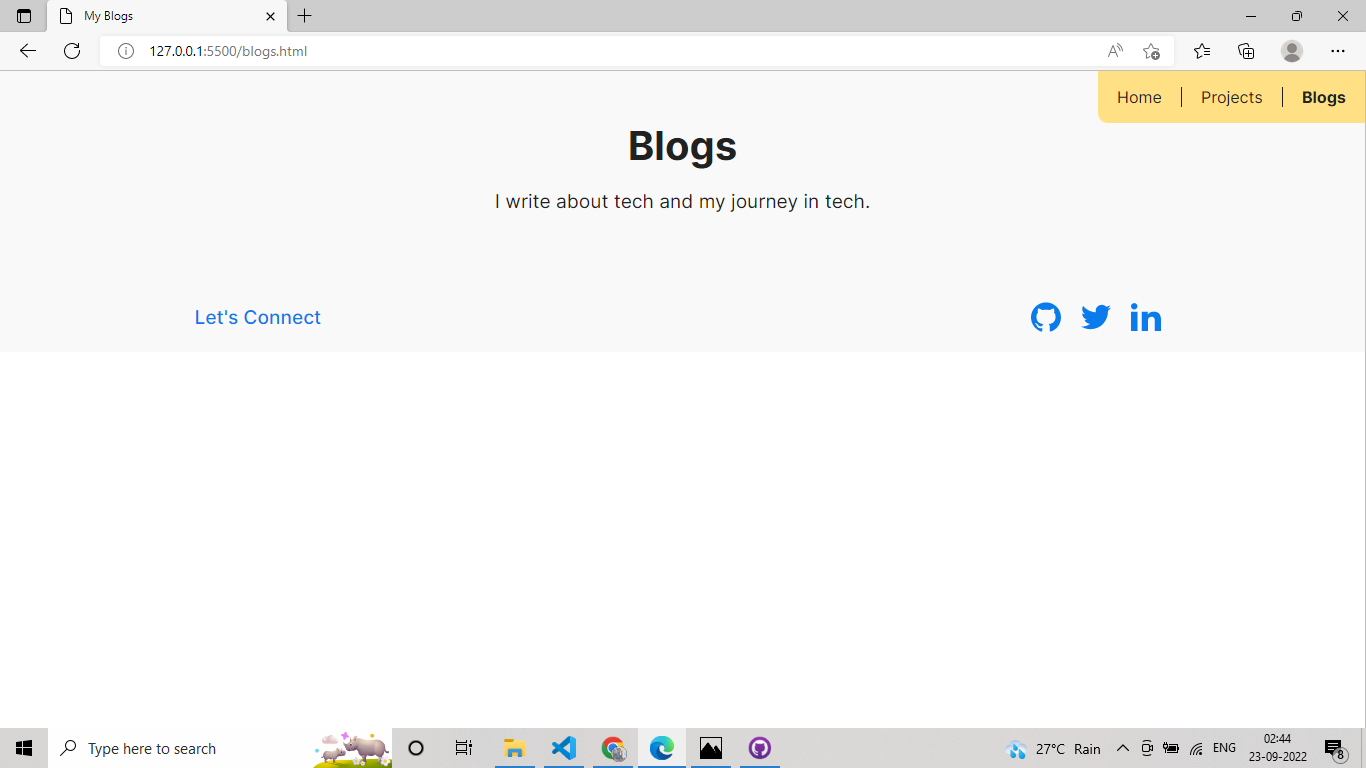 My Blogs
127.0.0.1:5500/blogs.html
Home Projects Blogs
Blogs
I write about tech and my journey in tech.
Let's Connect
Type here to search
27°C Rain
ENG
02:44
23-09-2022
8